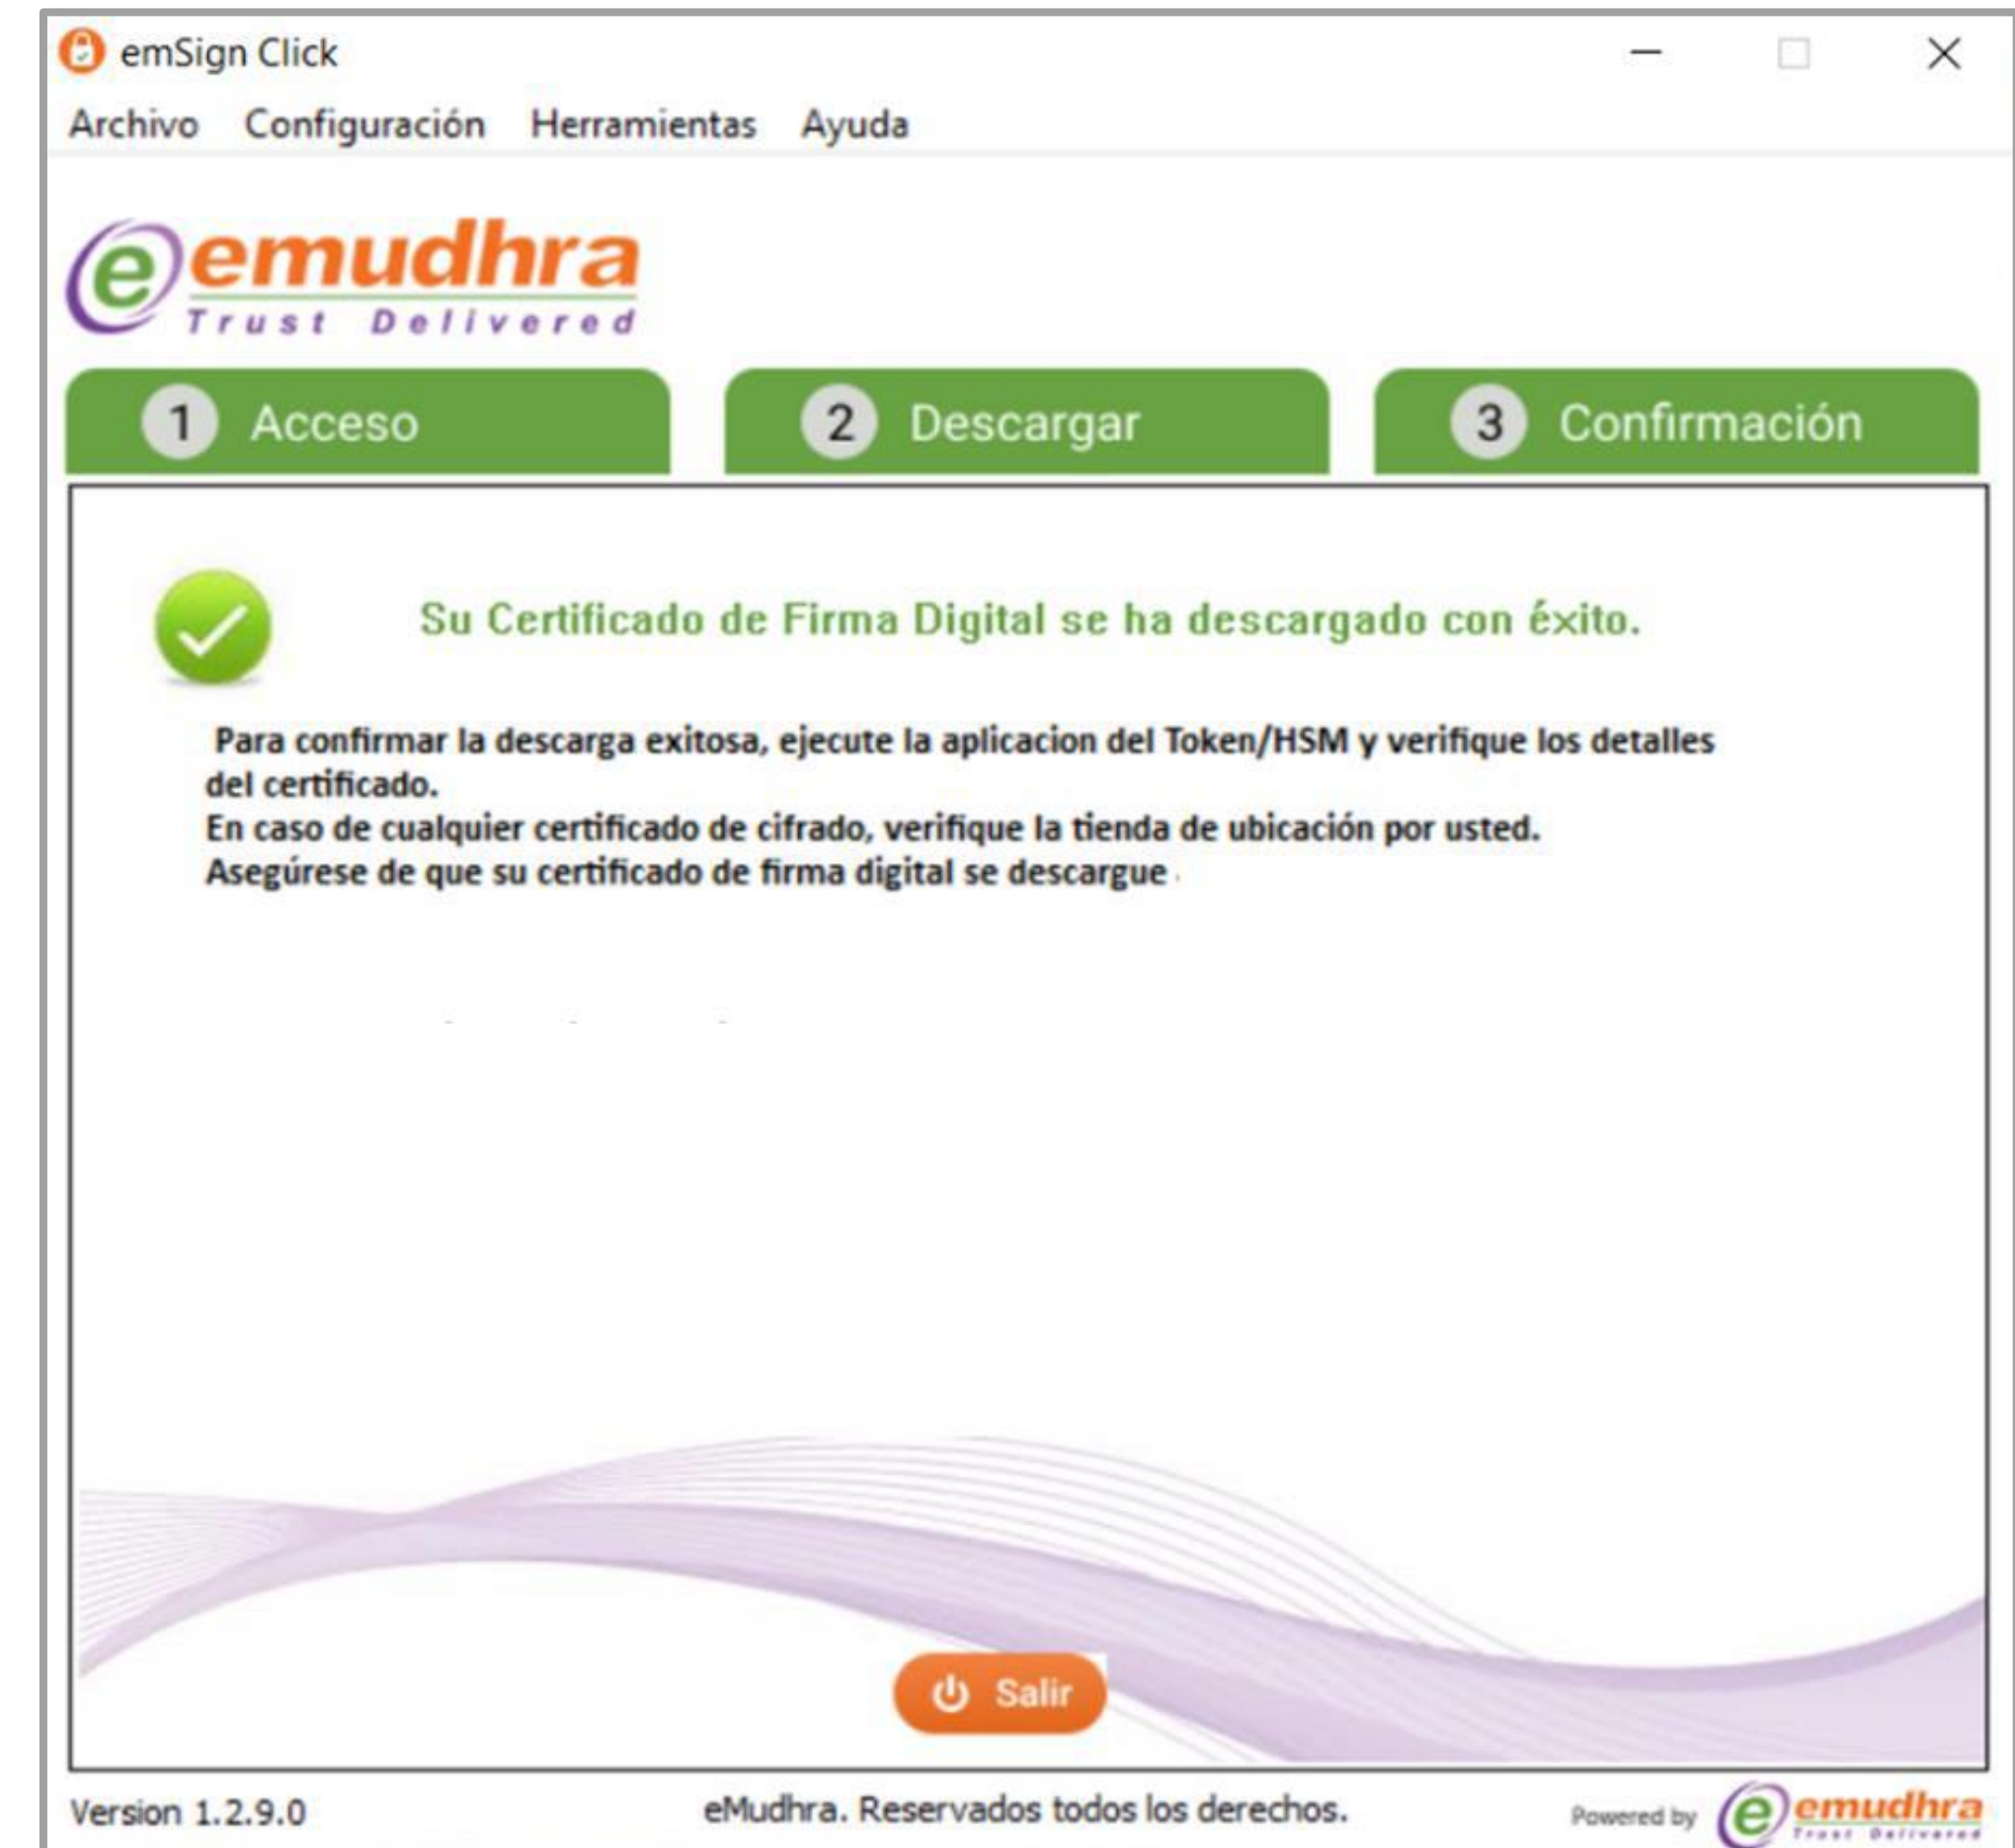 emSign Click
Archivo Configuración Herramientas Ayuda
e emudhra
Trust Delivered
1 Acceso 2 Descargar 3 Confirmación
Su Certificado de Firma Digital se ha descargado con éxito.
Para confirmar la descarga exitosa, ejecute la aplicacion del Token/HSM y verifique los detalles
del certificado.
En caso de cualquier certificado de cifrado, verifique la tienda de ubicación por usted.
Asegúrese de que su certificado de firma digital se descargue
Salir
Version 1.2.9.0 eMudhra. Reservados todos los derechos. Powered by e emudhra
Trust Delivered